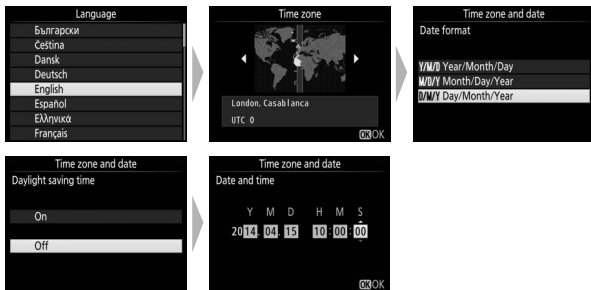 Language
Български
Čeština
Dansk
Deutsch
English
Español
Ελληνικά
Français
Time zone
London, Casablanca
UTC 0
OKOK
Time zone and date
Date format
Y/M/D Year/Month/Day
M/D/Y Month/Day/Year
D/M/Y Day/Month/Year
Time zone and date
Daylight saving time
On
Off
Time zone and date
Date and time
Y M D H M S
2014. 04. 15 10 : 00 : 00
OKOK